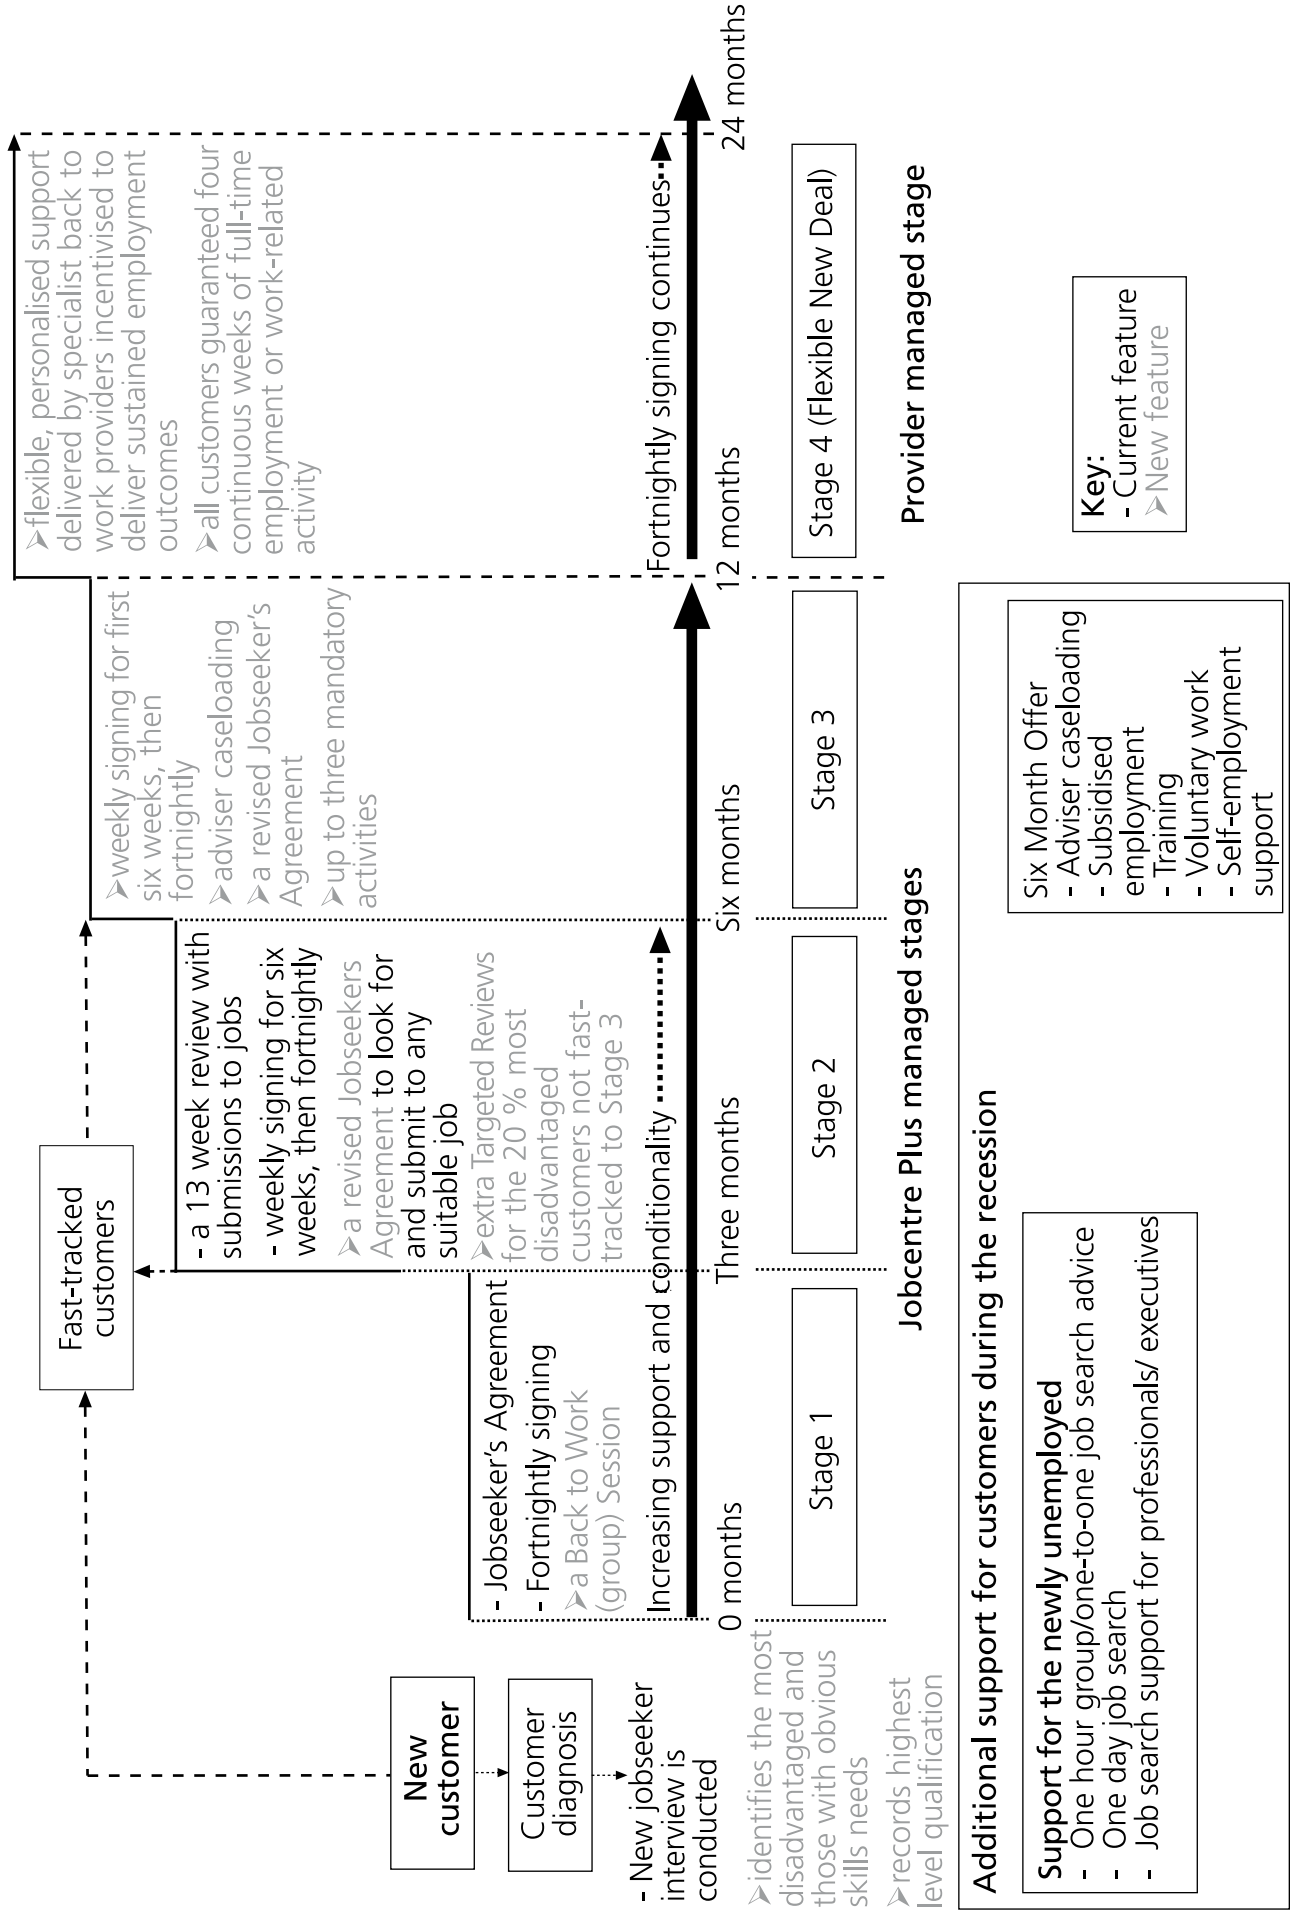 Fast-tracked
customers
New
customer
Customer
diagnosis
- New jobseeker
interview is
conducted
➢identifies the most
disadvantaged and
those with obvious
skills needs
➢records highest
level qualification
- Jobseeker's Agreement
- Fortnightly signing
➢a Back to Work
(group) Session
- a 13 week review with
submissions to jobs
- weekly signing for six
weeks, then fortnightly
➢a revised Jobseekers
Agreement to look for
and submit to any
suitable job
➢extra Targeted Reviews
for the 20 % most
disadvantaged
customers not fast-
tracked to Stage 3
➢weekly signing for first
six weeks, then
fortnightly
➢adviser caseloading
➢a revised Jobseeker's
Agreement
➢up to three mandatory
activities
➢flexible, personalised support
delivered by specialist back to
work providers incentivised to
deliver sustained employment
outcomes
➢all customers guaranteed four
continuous weeks of full-time
employment or work-related
activity
Increasing support and conditionality
Fortnightly signing continues
0 months
Three months
Six months
12 months
24 months
Stage 1
Stage 2
Stage 3
Stage 4 (Flexible New Deal)
Jobcentre Plus managed stages
Provider managed stage
Additional support for customers during the recession
Support for the newly unemployed
- One hour group/one-to-one job search advice
- One day job search
- Job search support for professionals/ executives
Six Month Offer
- Adviser caseloading
- Subsidised
employment
- Training
- Voluntary work
- Self-employment
support
Key:
- Current feature
➢New feature